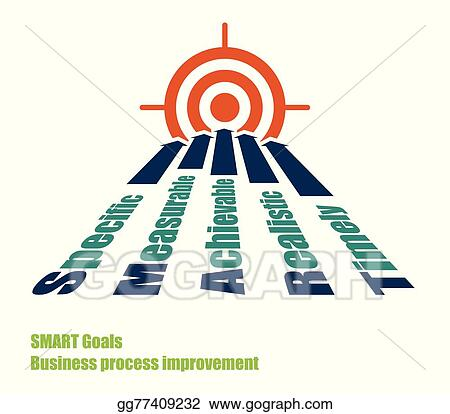 Specific
Measurable
Achievable
Realistic
Timely
© GoGraph
SMART Goals
Business process improvement
gg77409232 www.gograph.com